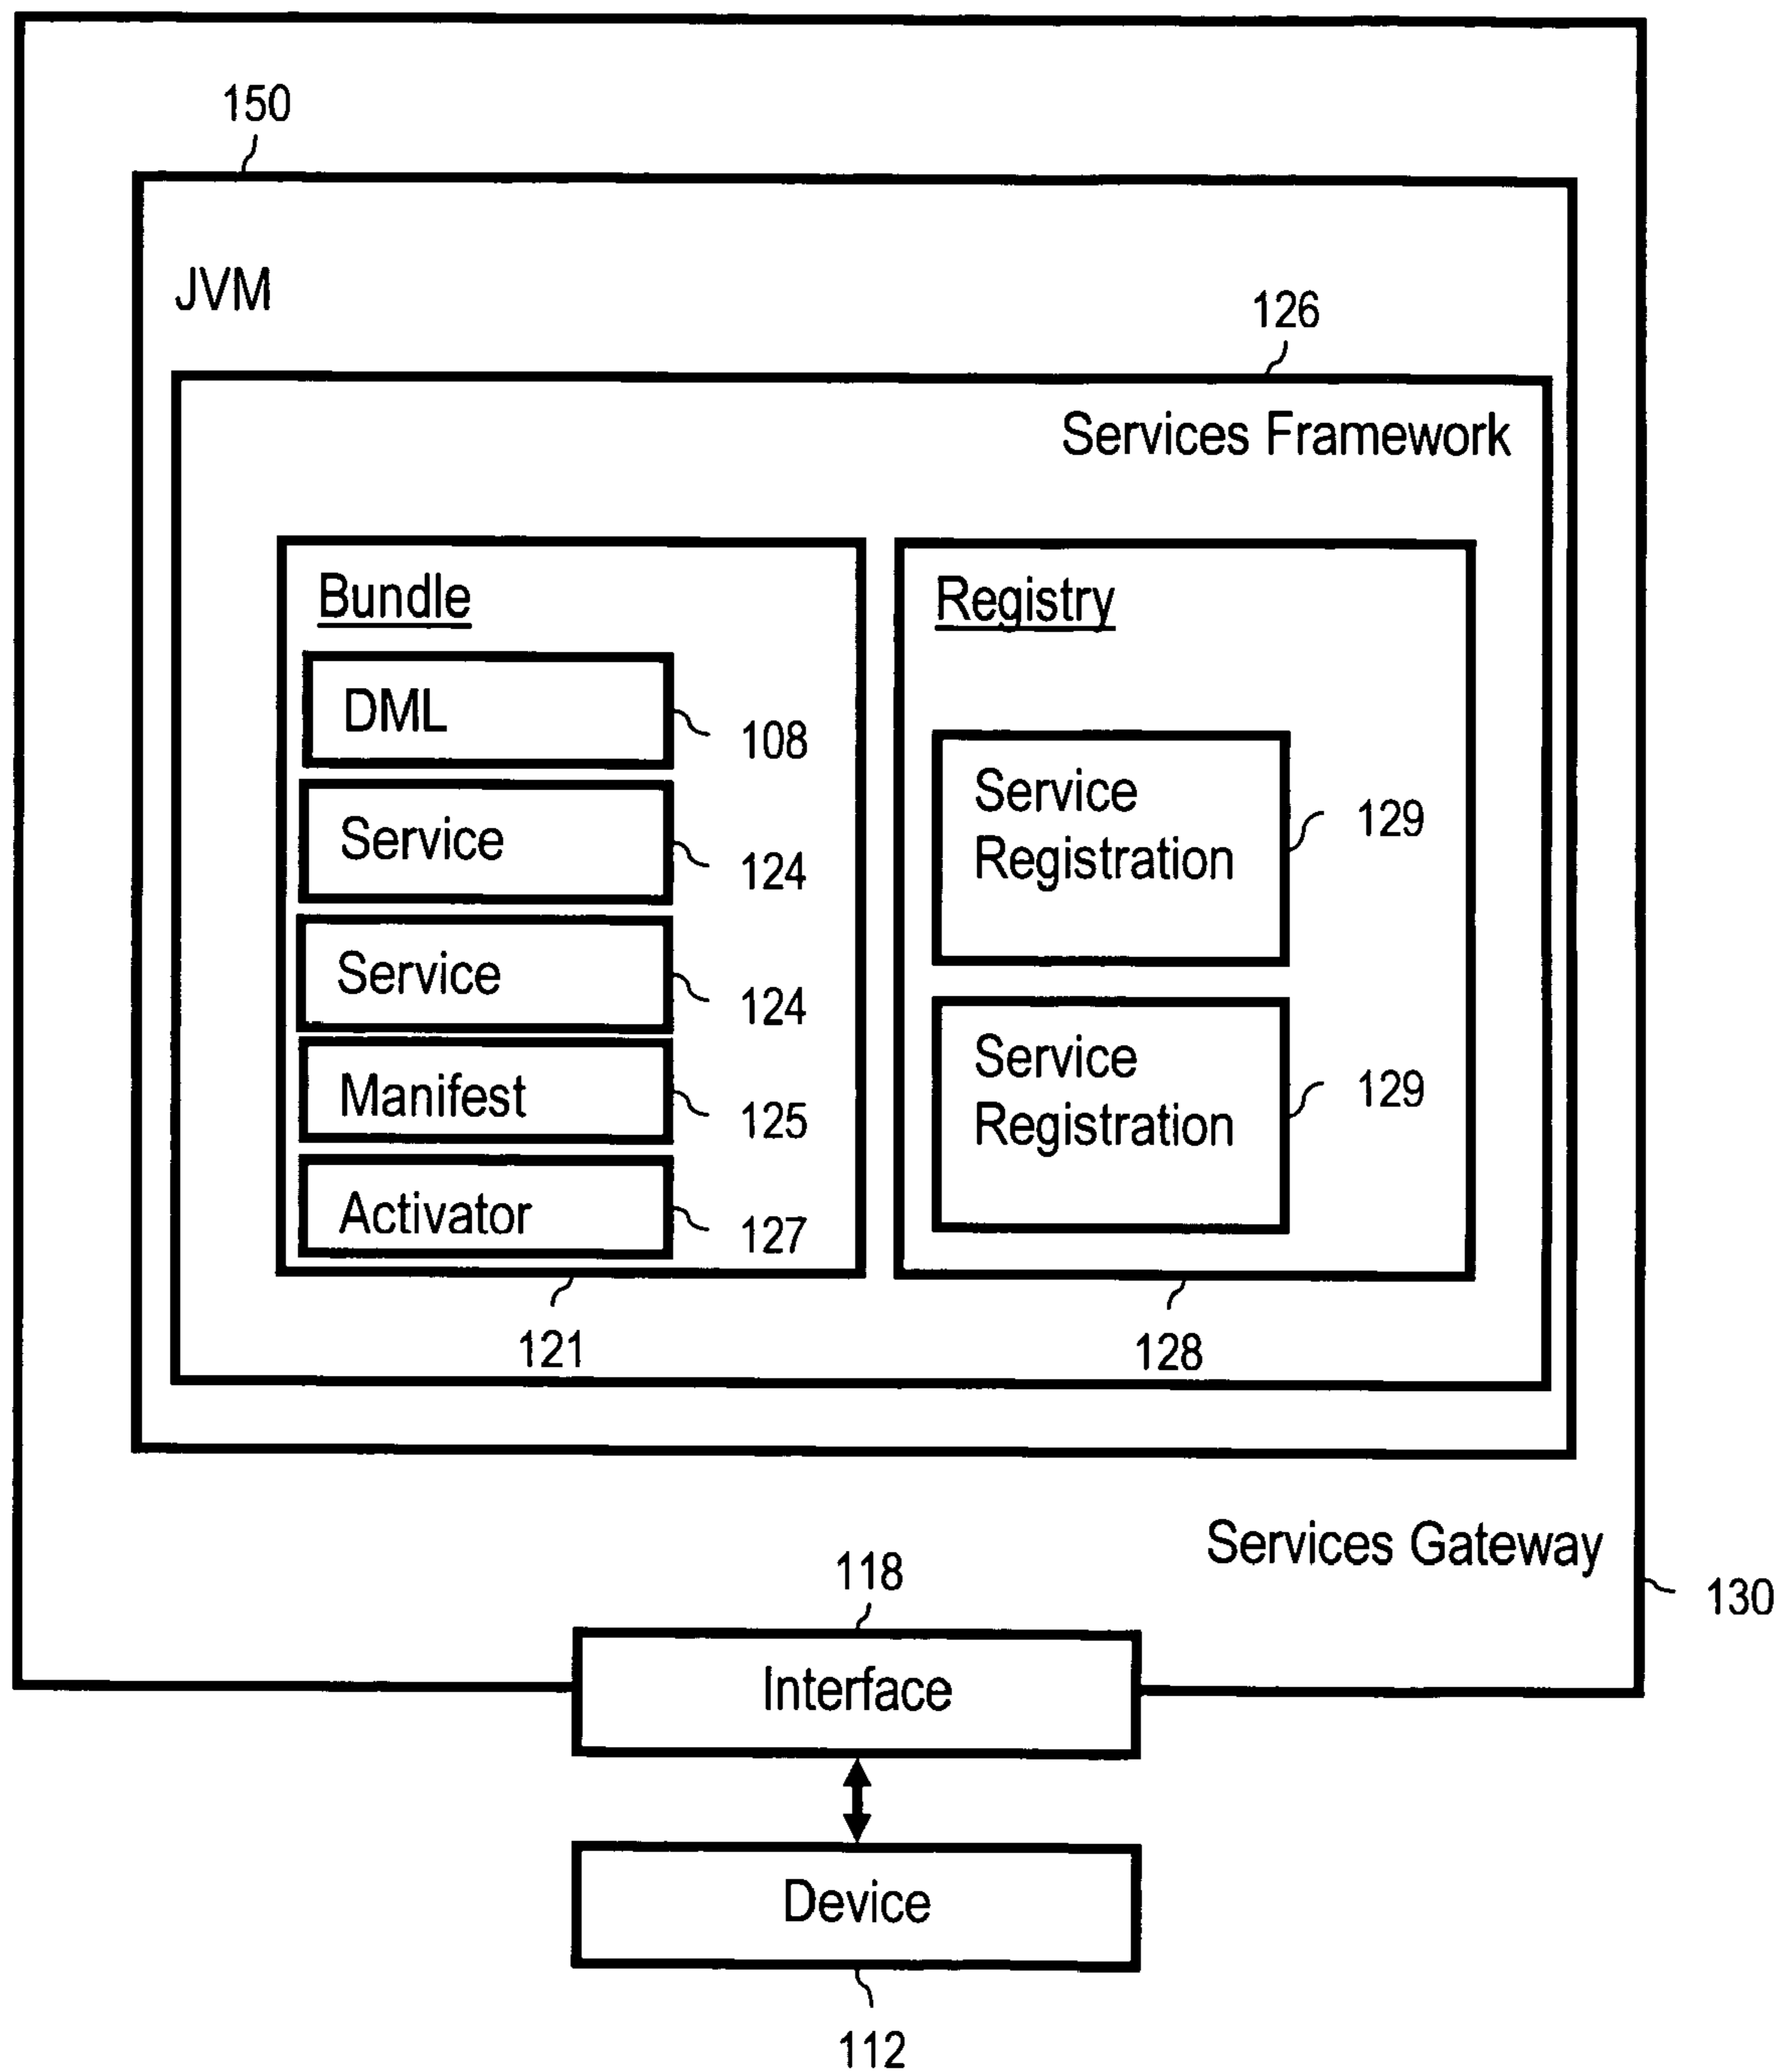 150
JVM
126
Services Framework
Bundle
DML
108
Service
124
Service
124
Manifest
125
Activator
127
121
Registry
Service
Registration
129
Service
Registration
129
128
Services Gateway
130
118
Interface
Device
112